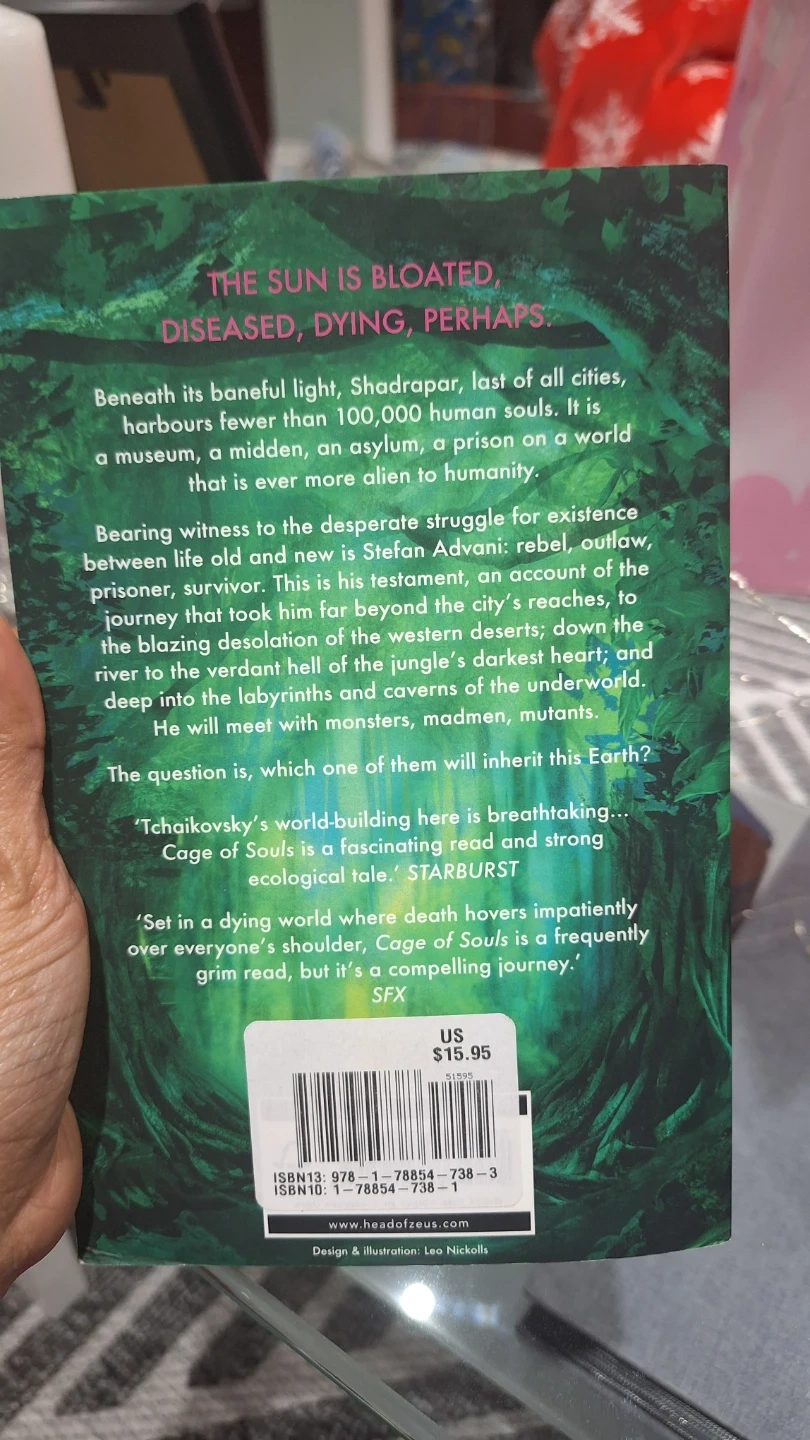 THE SUN IS BLOATED,
DISEASED, DYING, PERHAPS.
Beneath its baneful light, Shadrapar, last of all cities,
harbours fewer than 100,000 human souls. It is
a museum, a midden, an asylum, a prison on a world
that is ever more alien to humanity.
Bearing witness to the desperate struggle for existence
between life old and new is Stefan Advani: rebel, outlaw,
prisoner, survivor. This is his testament, an account of the
journey that took him far beyond the city's reaches, to
the blazing desolation of the western deserts; down the
river to the verdant hell of the jungle's darkest heart; and
deep into the labyrinths and caverns of the underworld.
He will meet with monsters, madmen, mutants.
The question is, which one of them will inherit this Earth?
'Tchaikovsky's world-building here is breathtaking...
Cage of Souls is a fascinating read and strong
ecological tale.' STARBURST
'Set in a dying world where death hovers impatiently
over everyone's shoulder, Cage of Souls is a frequently
grim read, but it's a compelling journey.'
SFX
US
$15.95
51595
ISBN13: 978-1-78854-738-3
ISBN10: 1-78854-738-1
www.headofzeus.com
Design & illustration: Leo Nickolls